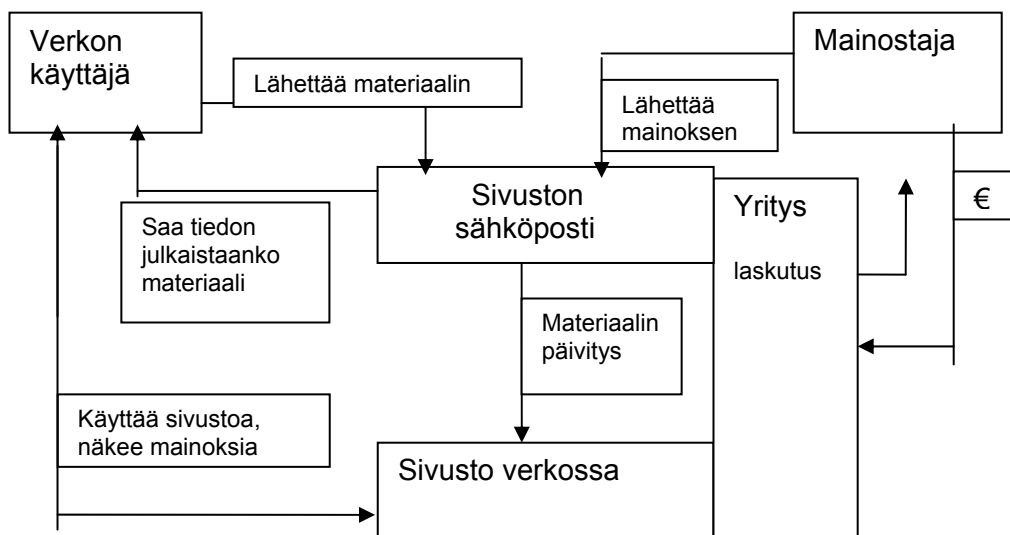 Verkon
käyttäjä
Lähettää materiaalin
Lähettää
mainoksen
Mainostaja
€
Saa tiedon
julkaistaanko
materiaali
Sivuston
sähköposti
Yritys
laskutus
Materiaalin
päivitys
Käyttää sivustoa,
näkee mainoksia
Sivusto verkossa